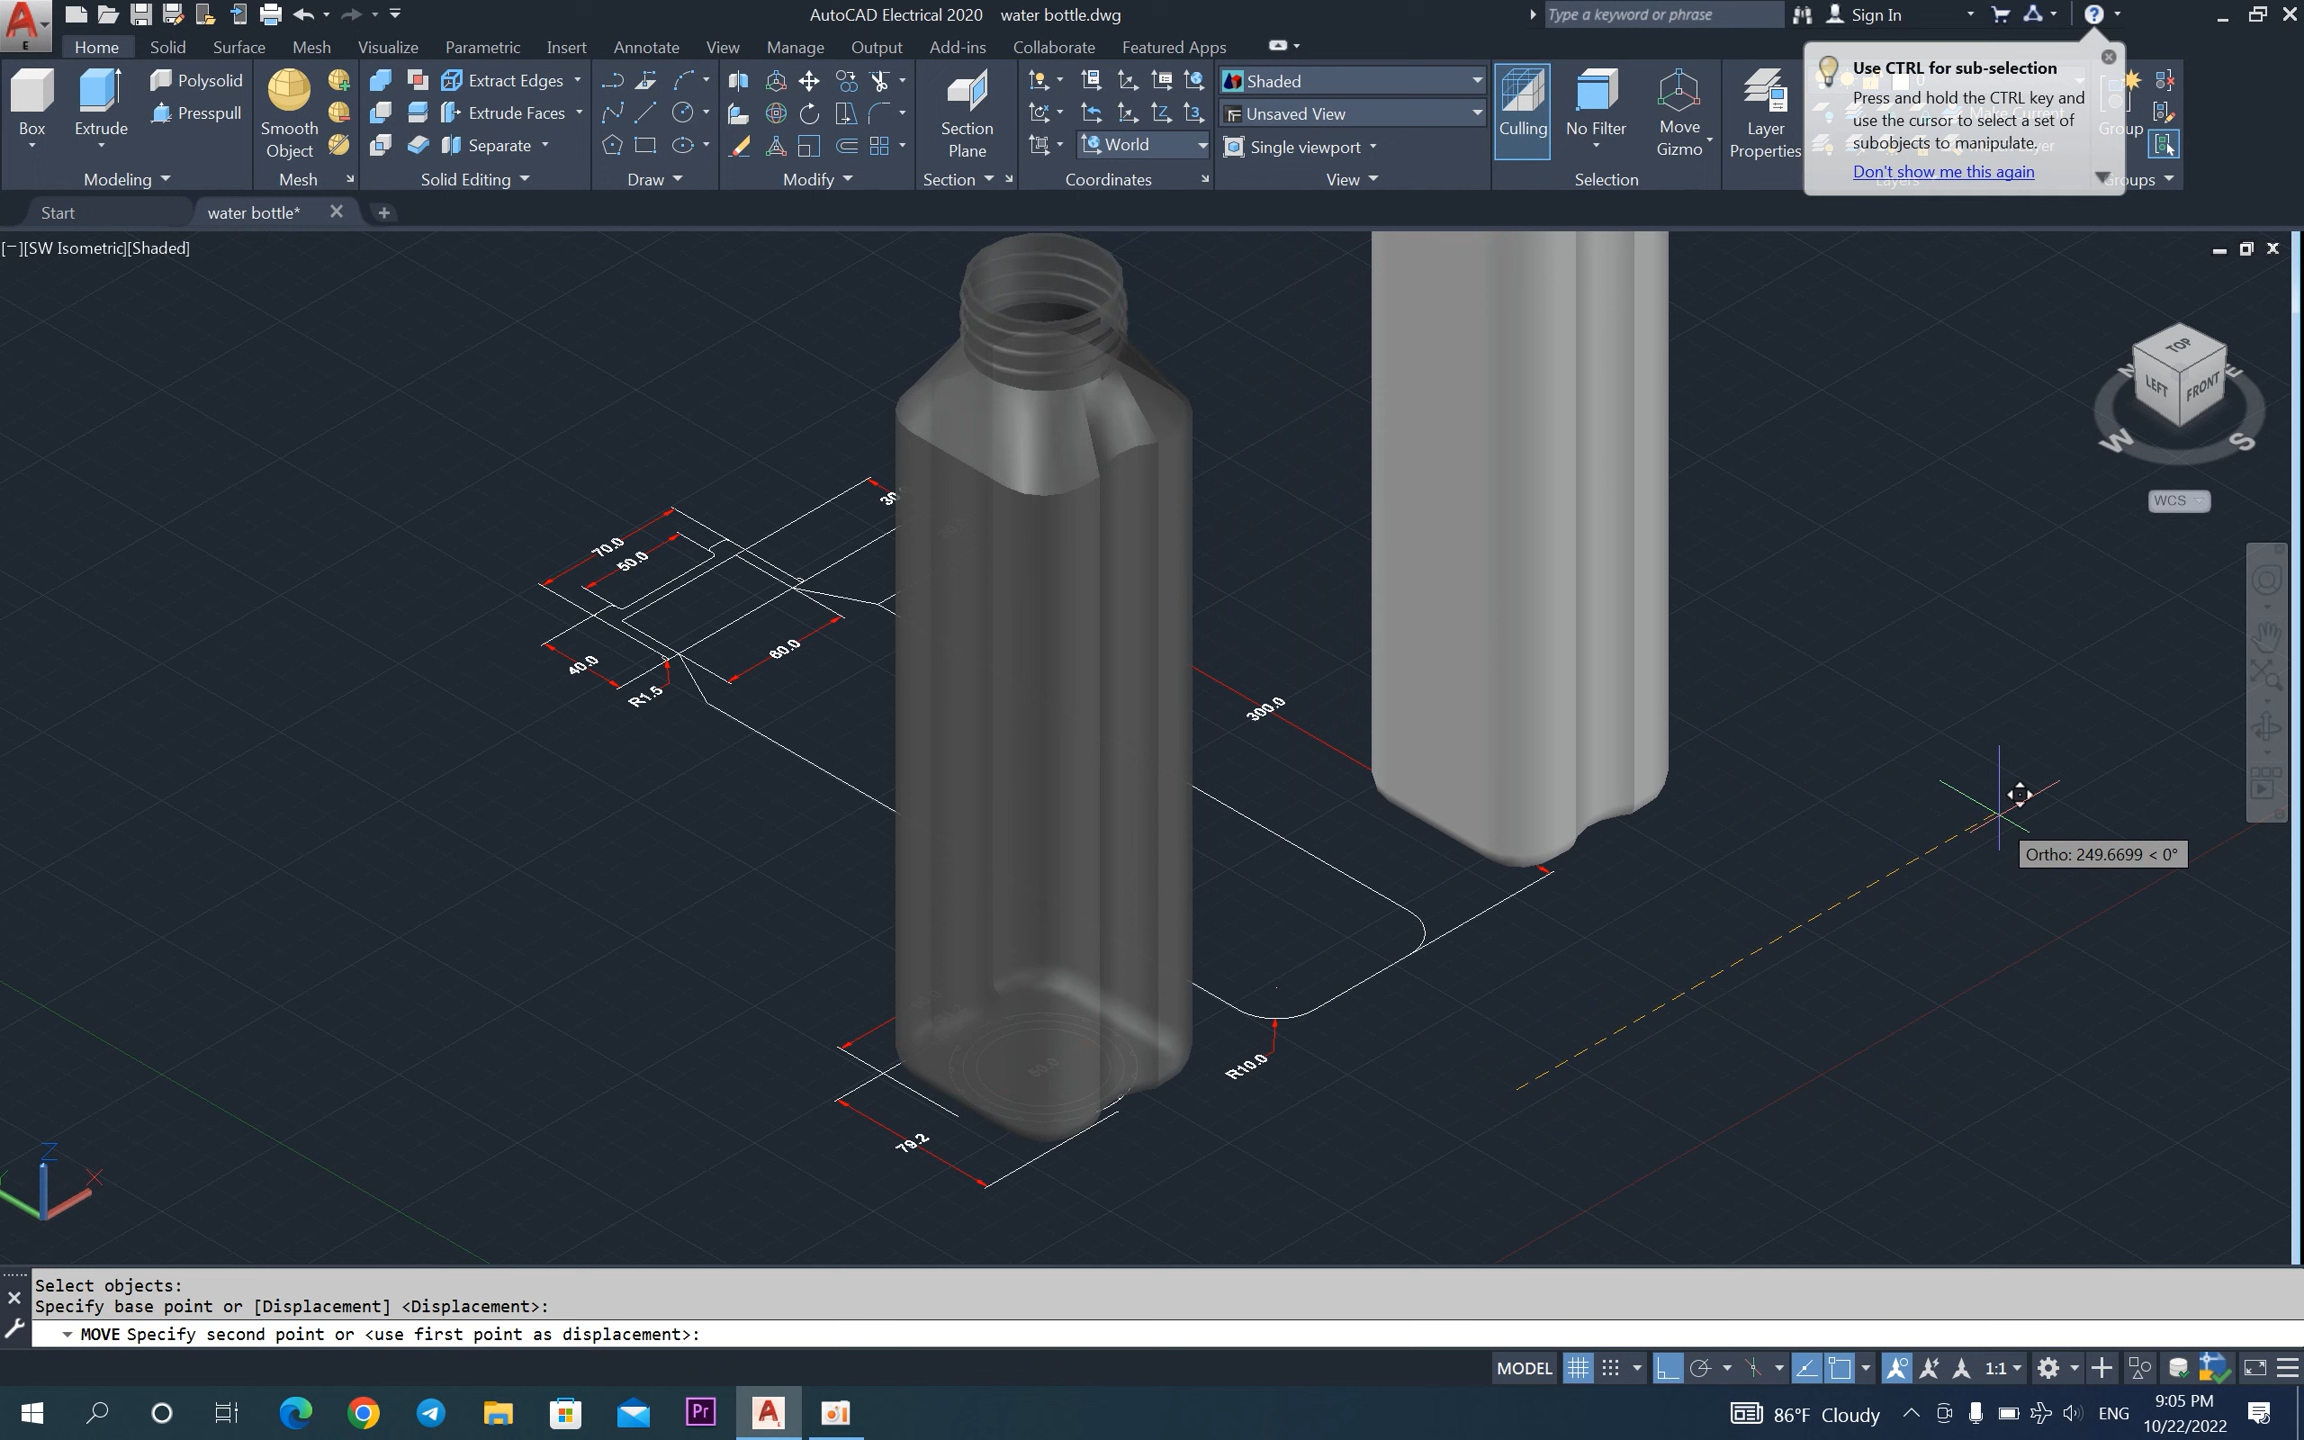 AutoCAD Electrical 2020 water bottle.dwg
Type a keyword or phrase
Sign In
Home Solid Surface Mesh Visualize Parametric Insert Annotate View Manage Output Add-ins Collaborate Featured Apps
Box
Extrude
Polysolid
Presspull
Modeling
Smooth
Object
Mesh
Extract Edges
Extrude Faces
Separate
Solid Editing
Draw
Modify
Section
Plane
Section
World
Coordinates
Shaded
Unsaved View
Single viewport
View
Culling
No Filter
Move
Gizmo
Selection
Layer
Properties
Layers
Group
Groups
Use CTRL for sub-selection
Press and hold the CTRL key and
use the cursor to select a set of
subobjects to manipulate.
Don't show me this again
Start
water bottle*
[−][SW Isometric][Shaded]
TOP
LEFT
FRONT
N
E
W
S
WCS
30
70.0
50.0
40.0
60.0
R1.5
300.0
Ortho: 249.6699 < 0°
R10.0
79.2
Z
X
Select objects:
Specify base point or [Displacement] <Displacement>:
MOVE Specify second point or <use first point as displacement>:
MODEL
1:1
Pr
A
86°F Cloudy
ENG
9:05 PM
10/22/2022